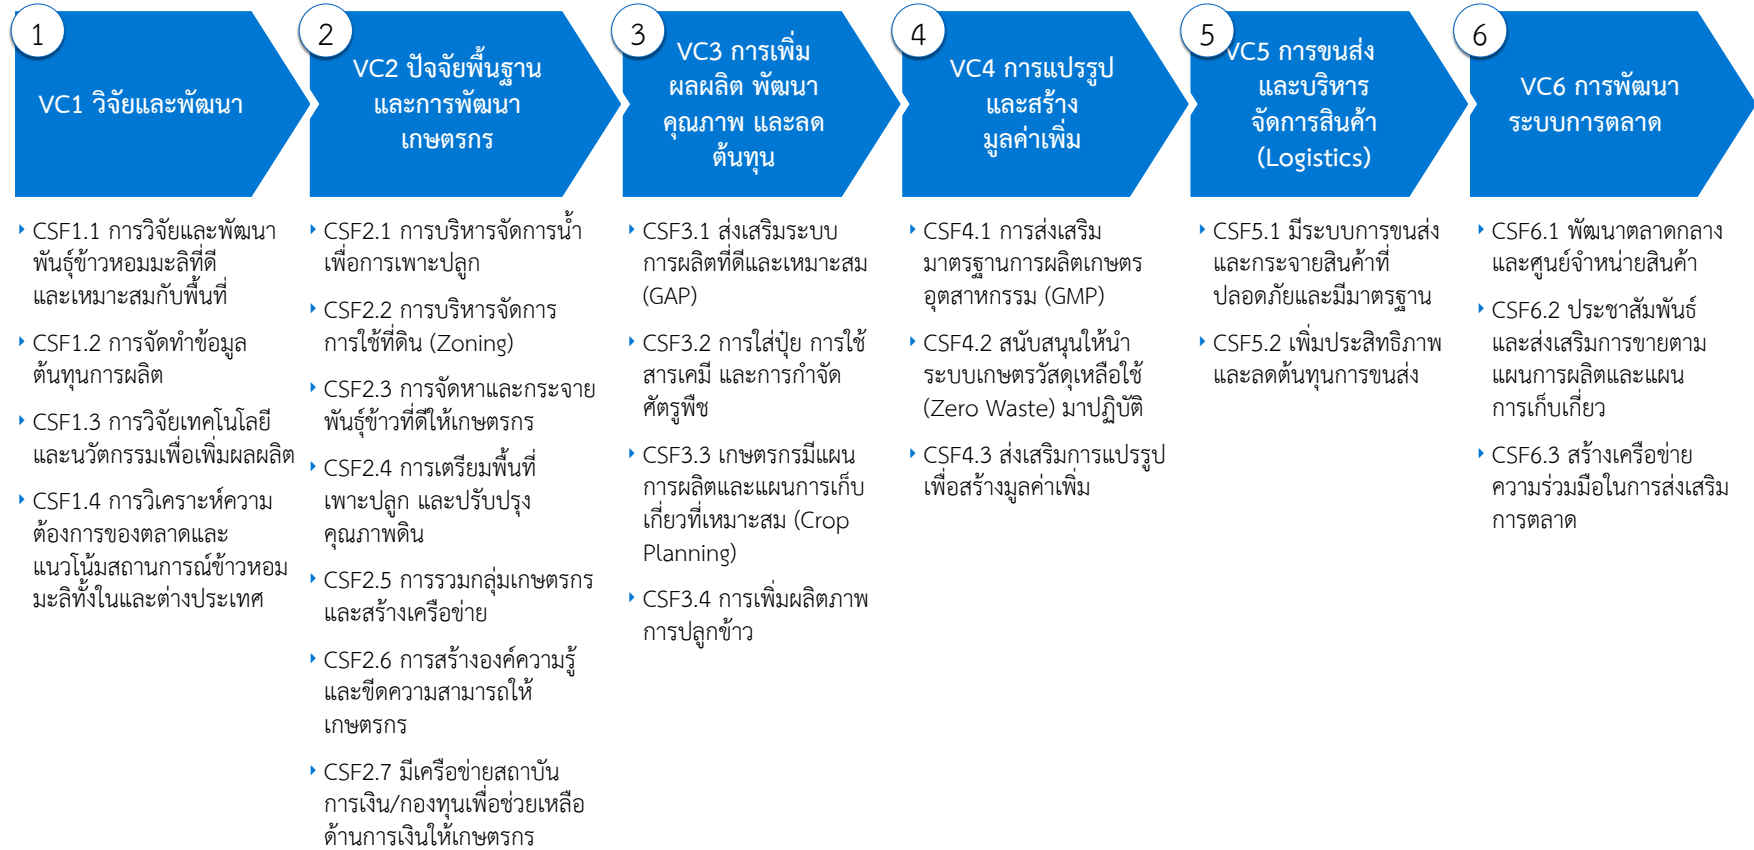 1
VC1 วิจัยและพัฒนา
CSF1.1 การวิจัยและพัฒนา
พันธุ์ข้าวหอมมะลิที่ดี
และเหมาะสมกับพื้นที่
CSF1.2 การจัดทำข้อมูล
ต้นทุนการผลิต
CSF1.3 การวิจัยเทคโนโลยี
และนวัตกรรมเพื่อเพิ่มผลผลิต
CSF1.4 การวิเคราะห์ความ
ต้องการของตลาดและ
แนวโน้มสถานการณ์ข้าวหอม
มะลิทั้งในและต่างประเทศ
2
VC2 ปัจจัยพื้นฐาน
และการพัฒนา
เกษตรกร
CSF2.1 การบริหารจัดการน้ำ
เพื่อการเพาะปลูก
CSF2.2 การบริหารจัดการ
การใช้ที่ดิน (Zoning)
CSF2.3 การจัดหาและกระจาย
พันธุ์ข้าวที่ดีให้เกษตรกร
CSF2.4 การเตรียมพื้นที่
เพาะปลูก และปรับปรุง
คุณภาพดิน
CSF2.5 การรวมกลุ่มเกษตรกร
และสร้างเครือข่าย
CSF2.6 การสร้างองค์ความรู้
และขีดความสามารถให้
เกษตรกร
CSF2.7 มีเครือข่ายสถาบัน
การเงิน/กองทุนเพื่อช่วยเหลือ
ด้านการเงินให้เกษตรกร
3
VC3 การเพิ่ม
ผลผลิต พัฒนา
คุณภาพ และลด
ต้นทุน
CSF3.1 ส่งเสริมระบบ
การผลิตที่ดีและเหมาะสม
(GAP)
CSF3.2 การใส่ปุ๋ย การใช้
สารเคมี และการกำจัด
ศัตรูพืช
CSF3.3 เกษตรกรมีแผน
การผลิตและแผนการเก็บ
เกี่ยวที่เหมาะสม (Crop
Planning)
CSF3.4 การเพิ่มผลิตภาพ
การปลูกข้าว
4
VC4 การแปรรูป
และสร้าง
มูลค่าเพิ่ม
CSF4.1 การส่งเสริม
มาตรฐานการผลิตเกษตร
อุตสาหกรรม (GMP)
CSF4.2 สนับสนุนให้นำ
ระบบเกษตรวัสดุเหลือใช้
(Zero Waste) มาปฏิบัติ
CSF4.3 ส่งเสริมการแปรรูป
เพื่อสร้างมูลค่าเพิ่ม
5
VC5 การขนส่ง
และบริหาร
จัดการสินค้า
(Logistics)
CSF5.1 มีระบบการขนส่ง
และกระจายสินค้าที่
ปลอดภัยและมีมาตรฐาน
CSF5.2 เพิ่มประสิทธิภาพ
และลดต้นทุนการขนส่ง
6
VC6 การพัฒนา
ระบบการตลาด
CSF6.1 พัฒนาตลาดกลาง
และศูนย์จำหน่ายสินค้า
CSF6.2 ประชาสัมพันธ์
และส่งเสริมการขายตาม
แผนการผลิตและแผน
การเก็บเกี่ยว
CSF6.3 สร้างเครือข่าย
ความร่วมมือในการส่งเสริม
การตลาด